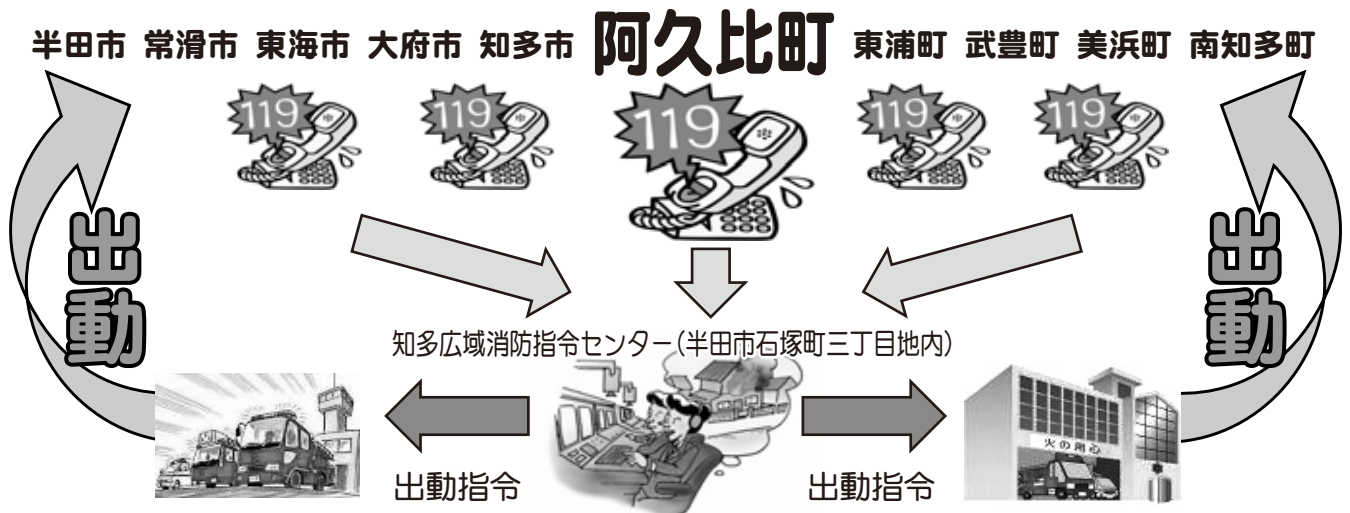 半田市 常滑市 東海市 大府市 知多市 阿久比町 東浦町 武豊町 美浜町 南知多町
119 119 119 119 119
出動
出動
知多広域消防指令センター(半田市石塚町三丁目地内)
火の用心
出動指令
出動指令